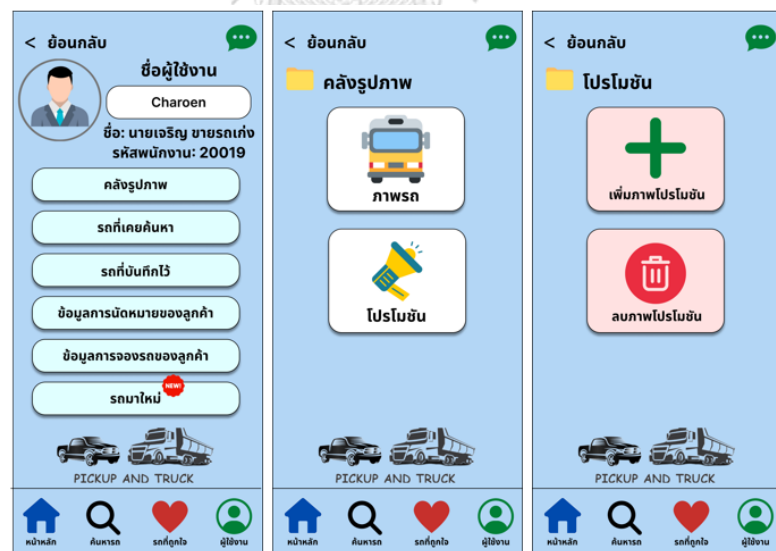 < ย้อนกลับ
ชื่อผู้ใช้งาน
Charoen
ชื่อ: นายเจริญ ขายรถเก่ง
รหัสพนักงาน: 20019
คลังรูปภาพ
รถที่เคยค้นหา
รถที่บันทึกไว้
ข้อมูลการนัดหมายของลูกค้า
ข้อมูลการจองรถของลูกค้า
รถมาใหม่
NEW!
PICKUP AND TRUCK
หน้าหลัก
ค้นหารถ
รถที่ถูกใจ
ผู้ใช้งาน
< ย้อนกลับ
คลังรูปภาพ
ภาพรถ
โปรโมชัน
PICKUP AND TRUCK
หน้าหลัก
ค้นหารถ
รถที่ถูกใจ
ผู้ใช้งาน
< ย้อนกลับ
โปรโมชัน
เพิ่มภาพโปรโมชัน
ลบภาพโปรโมชัน
PICKUP AND TRUCK
หน้าหลัก
ค้นหารถ
รถที่ถูกใจ
ผู้ใช้งาน